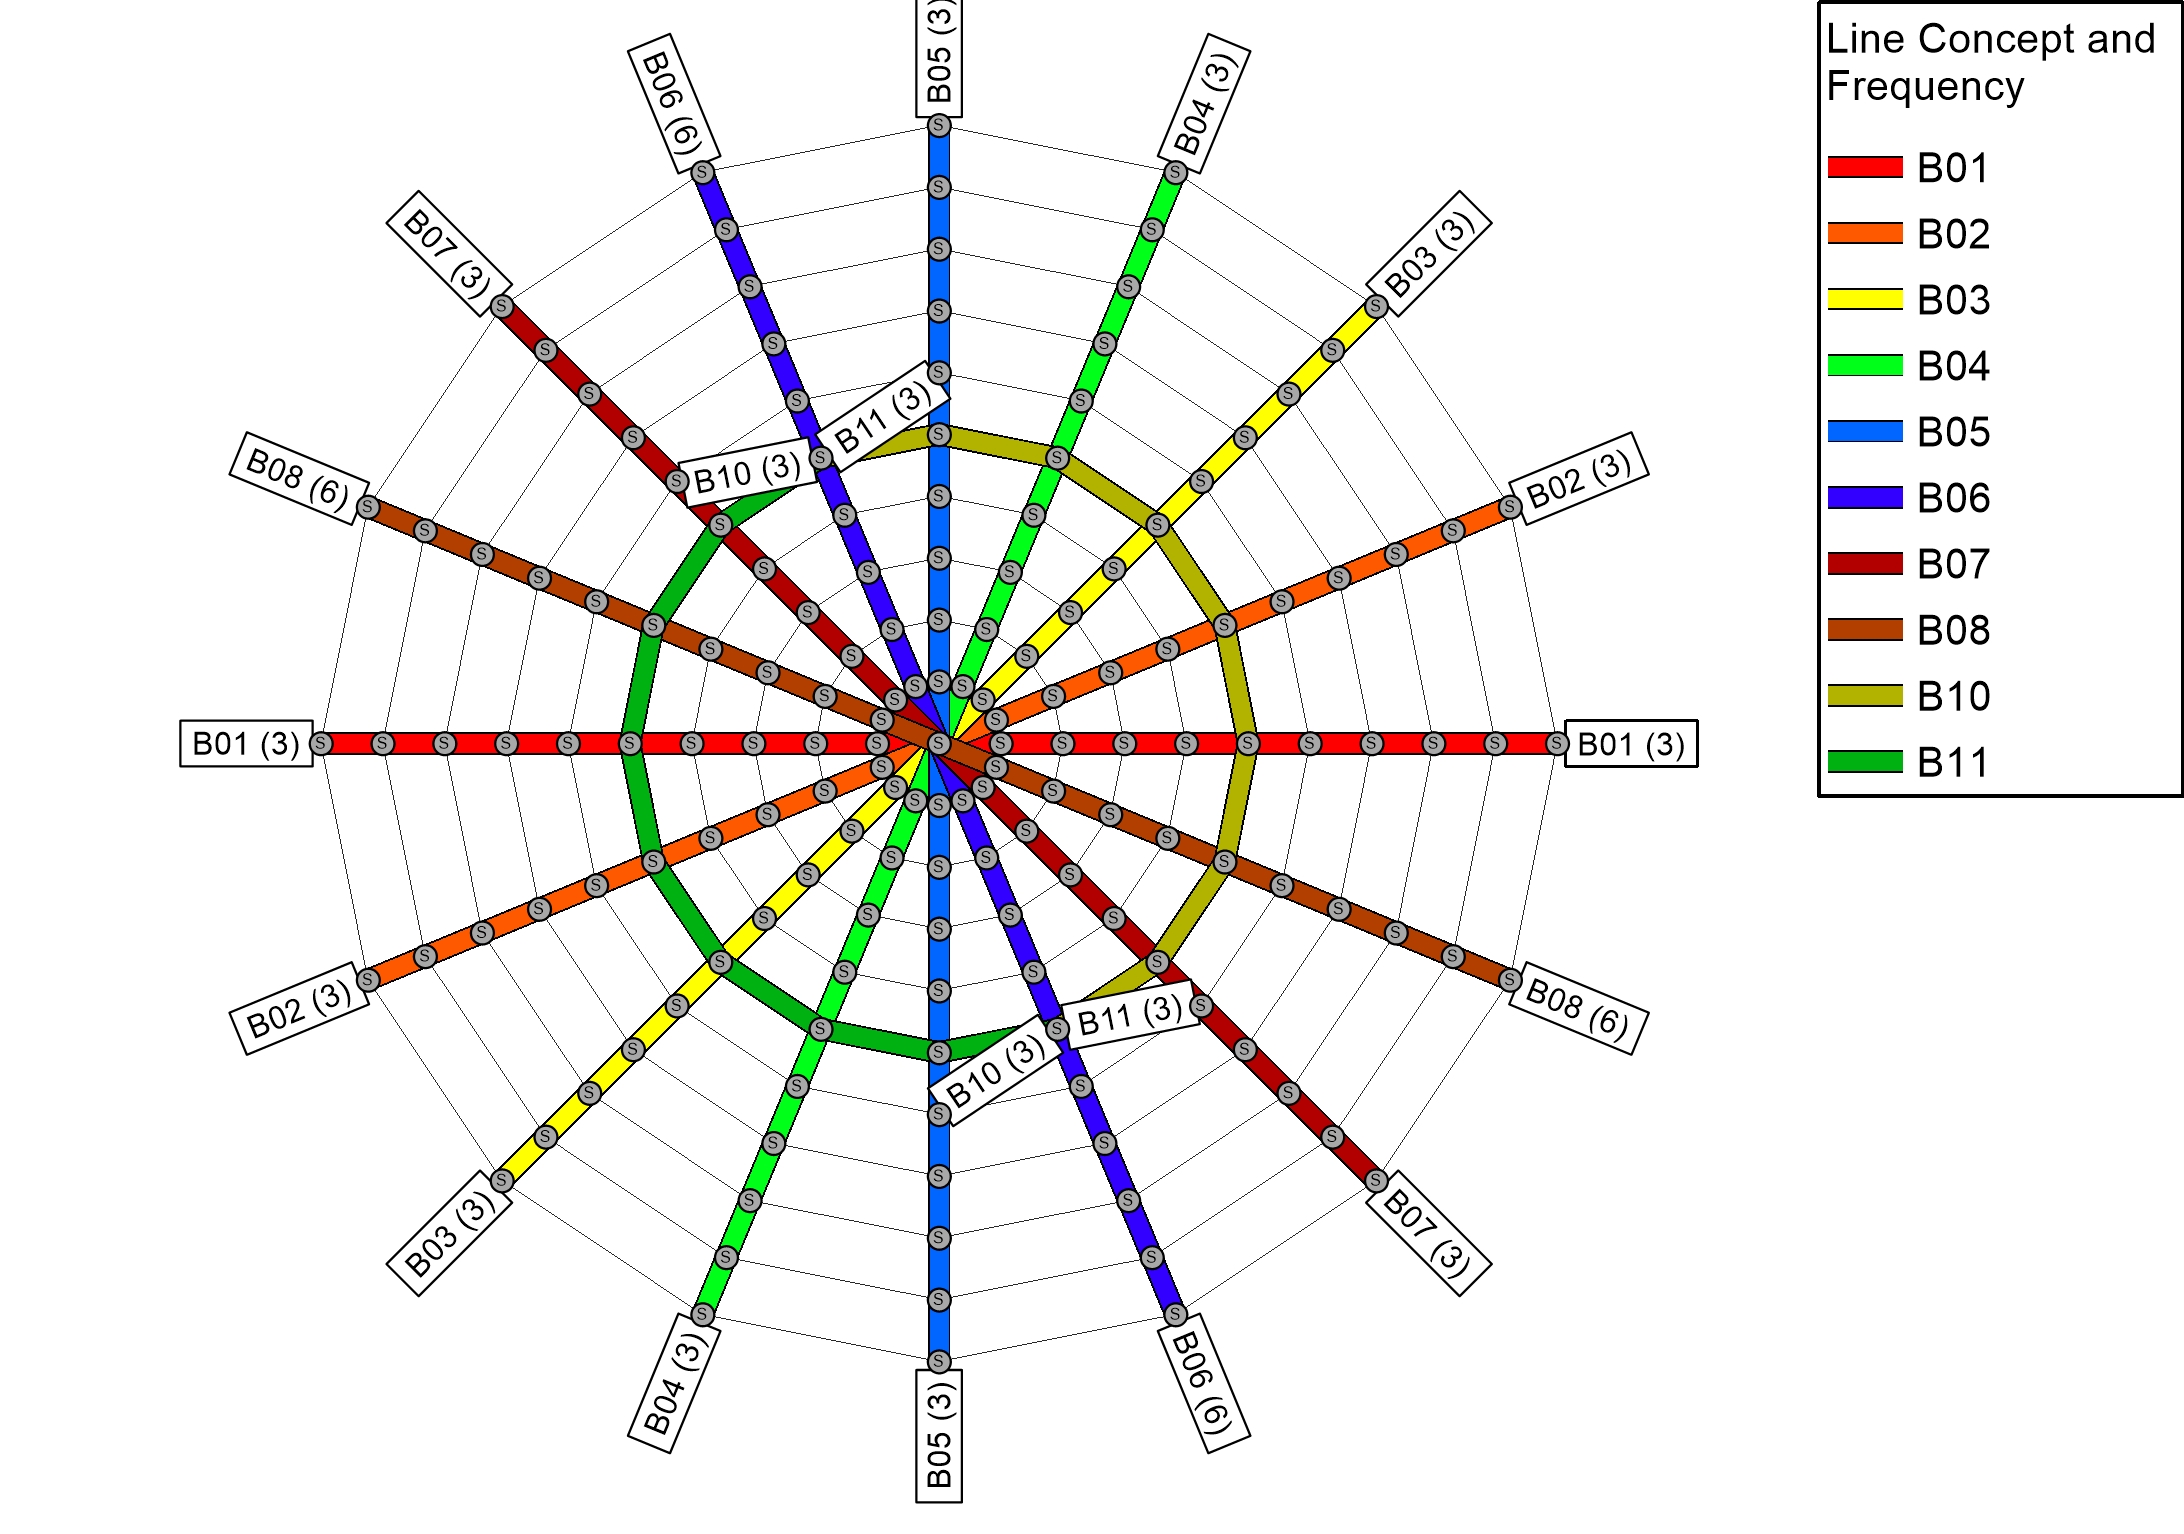 B05 (3)
B06 (6)
B04 (3)
B07 (3)
B03 (3)
B11 (3)
B10 (3)
B08 (6)
B02 (3)
B01 (3)
B01 (3)
B02 (3)
B08 (6)
B11 (3)
B10 (3)
B03 (3)
B07 (3)
B04 (3)
B06 (6)
B05 (3)
Line Concept and
Frequency
B01
B02
B03
B04
B05
B06
B07
B08
B10
B11